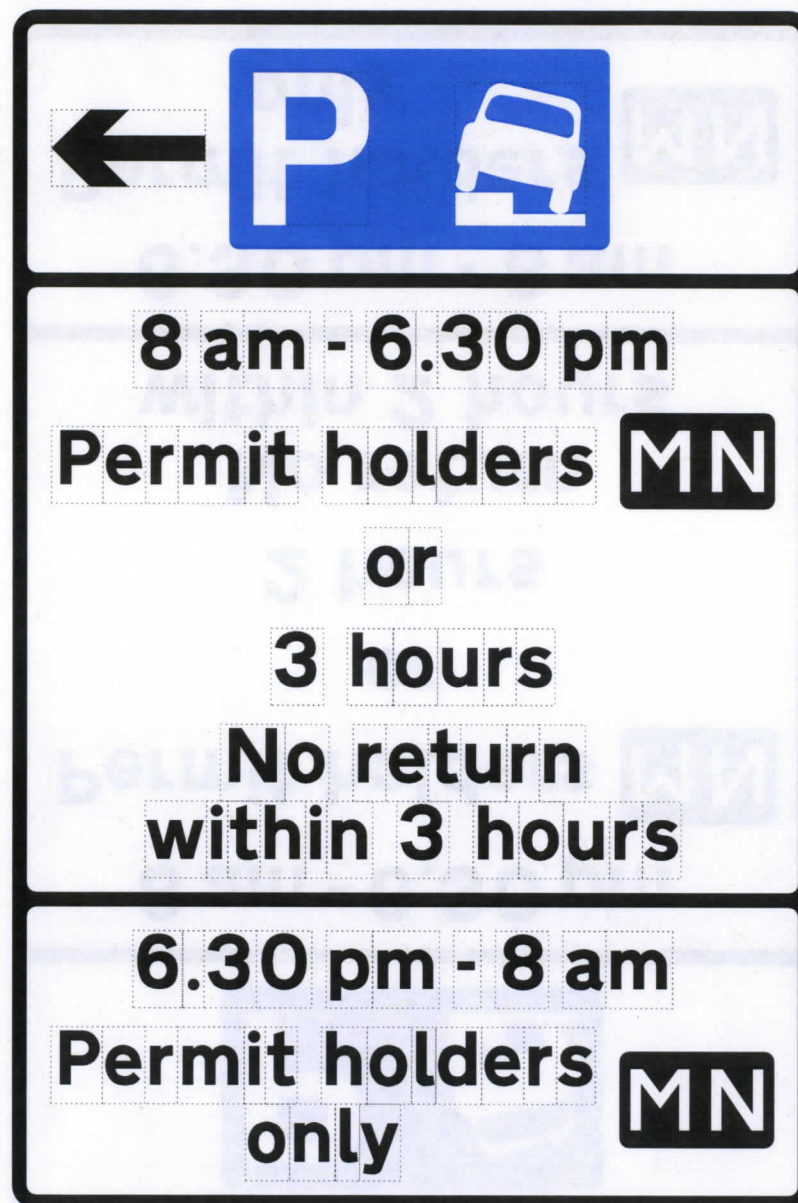 P
8 am - 6.30 pm
Permit holders MN
or
3 hours
No return
within 3 hours
6.30 pm - 8 am
Permit holders MN
only